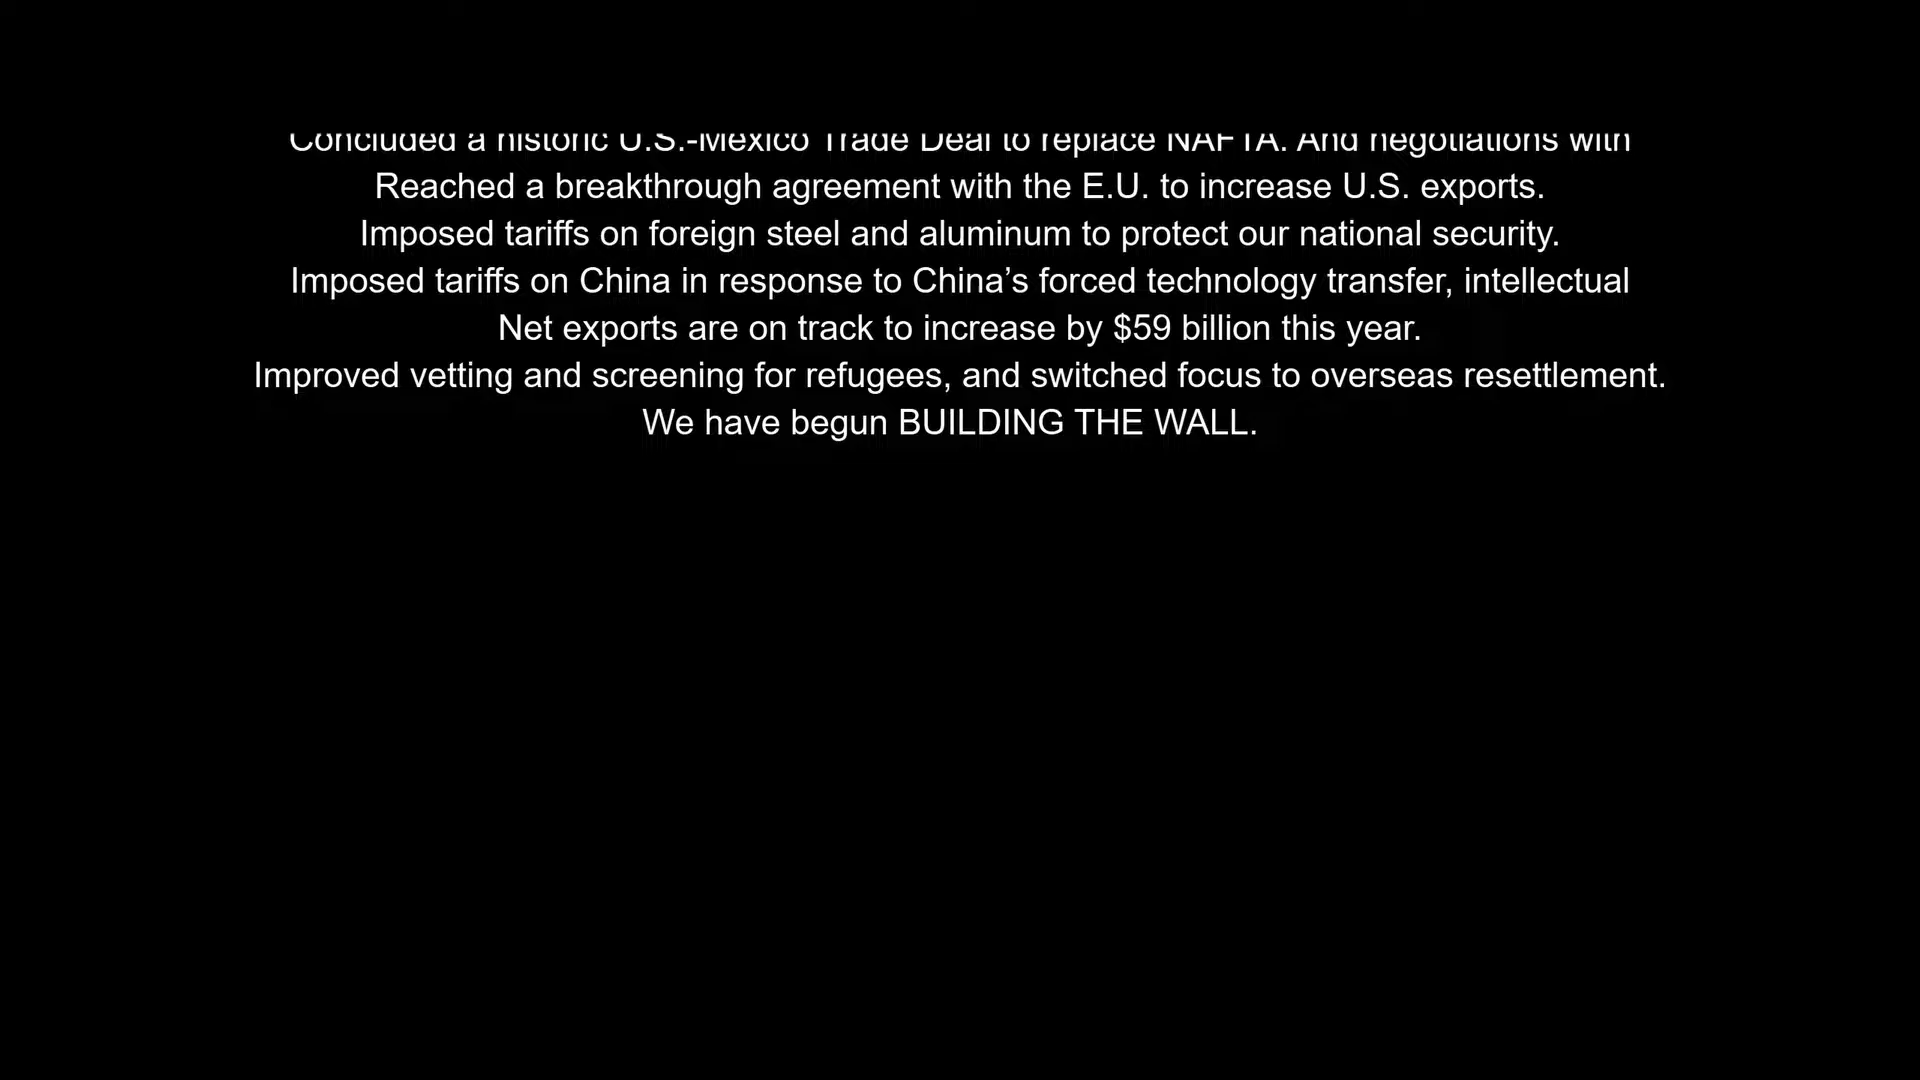 Concluded a historic U.S.-Mexico Trade Deal to replace NAFTA. And negotiations with
Reached a breakthrough agreement with the E.U. to increase U.S. exports.
Imposed tariffs on foreign steel and aluminum to protect our national security.
Imposed tariffs on China in response to China’s forced technology transfer, intellectual
Net exports are on track to increase by $59 billion this year.
Improved vetting and screening for refugees, and switched focus to overseas resettlement.
We have begun BUILDING THE WALL.